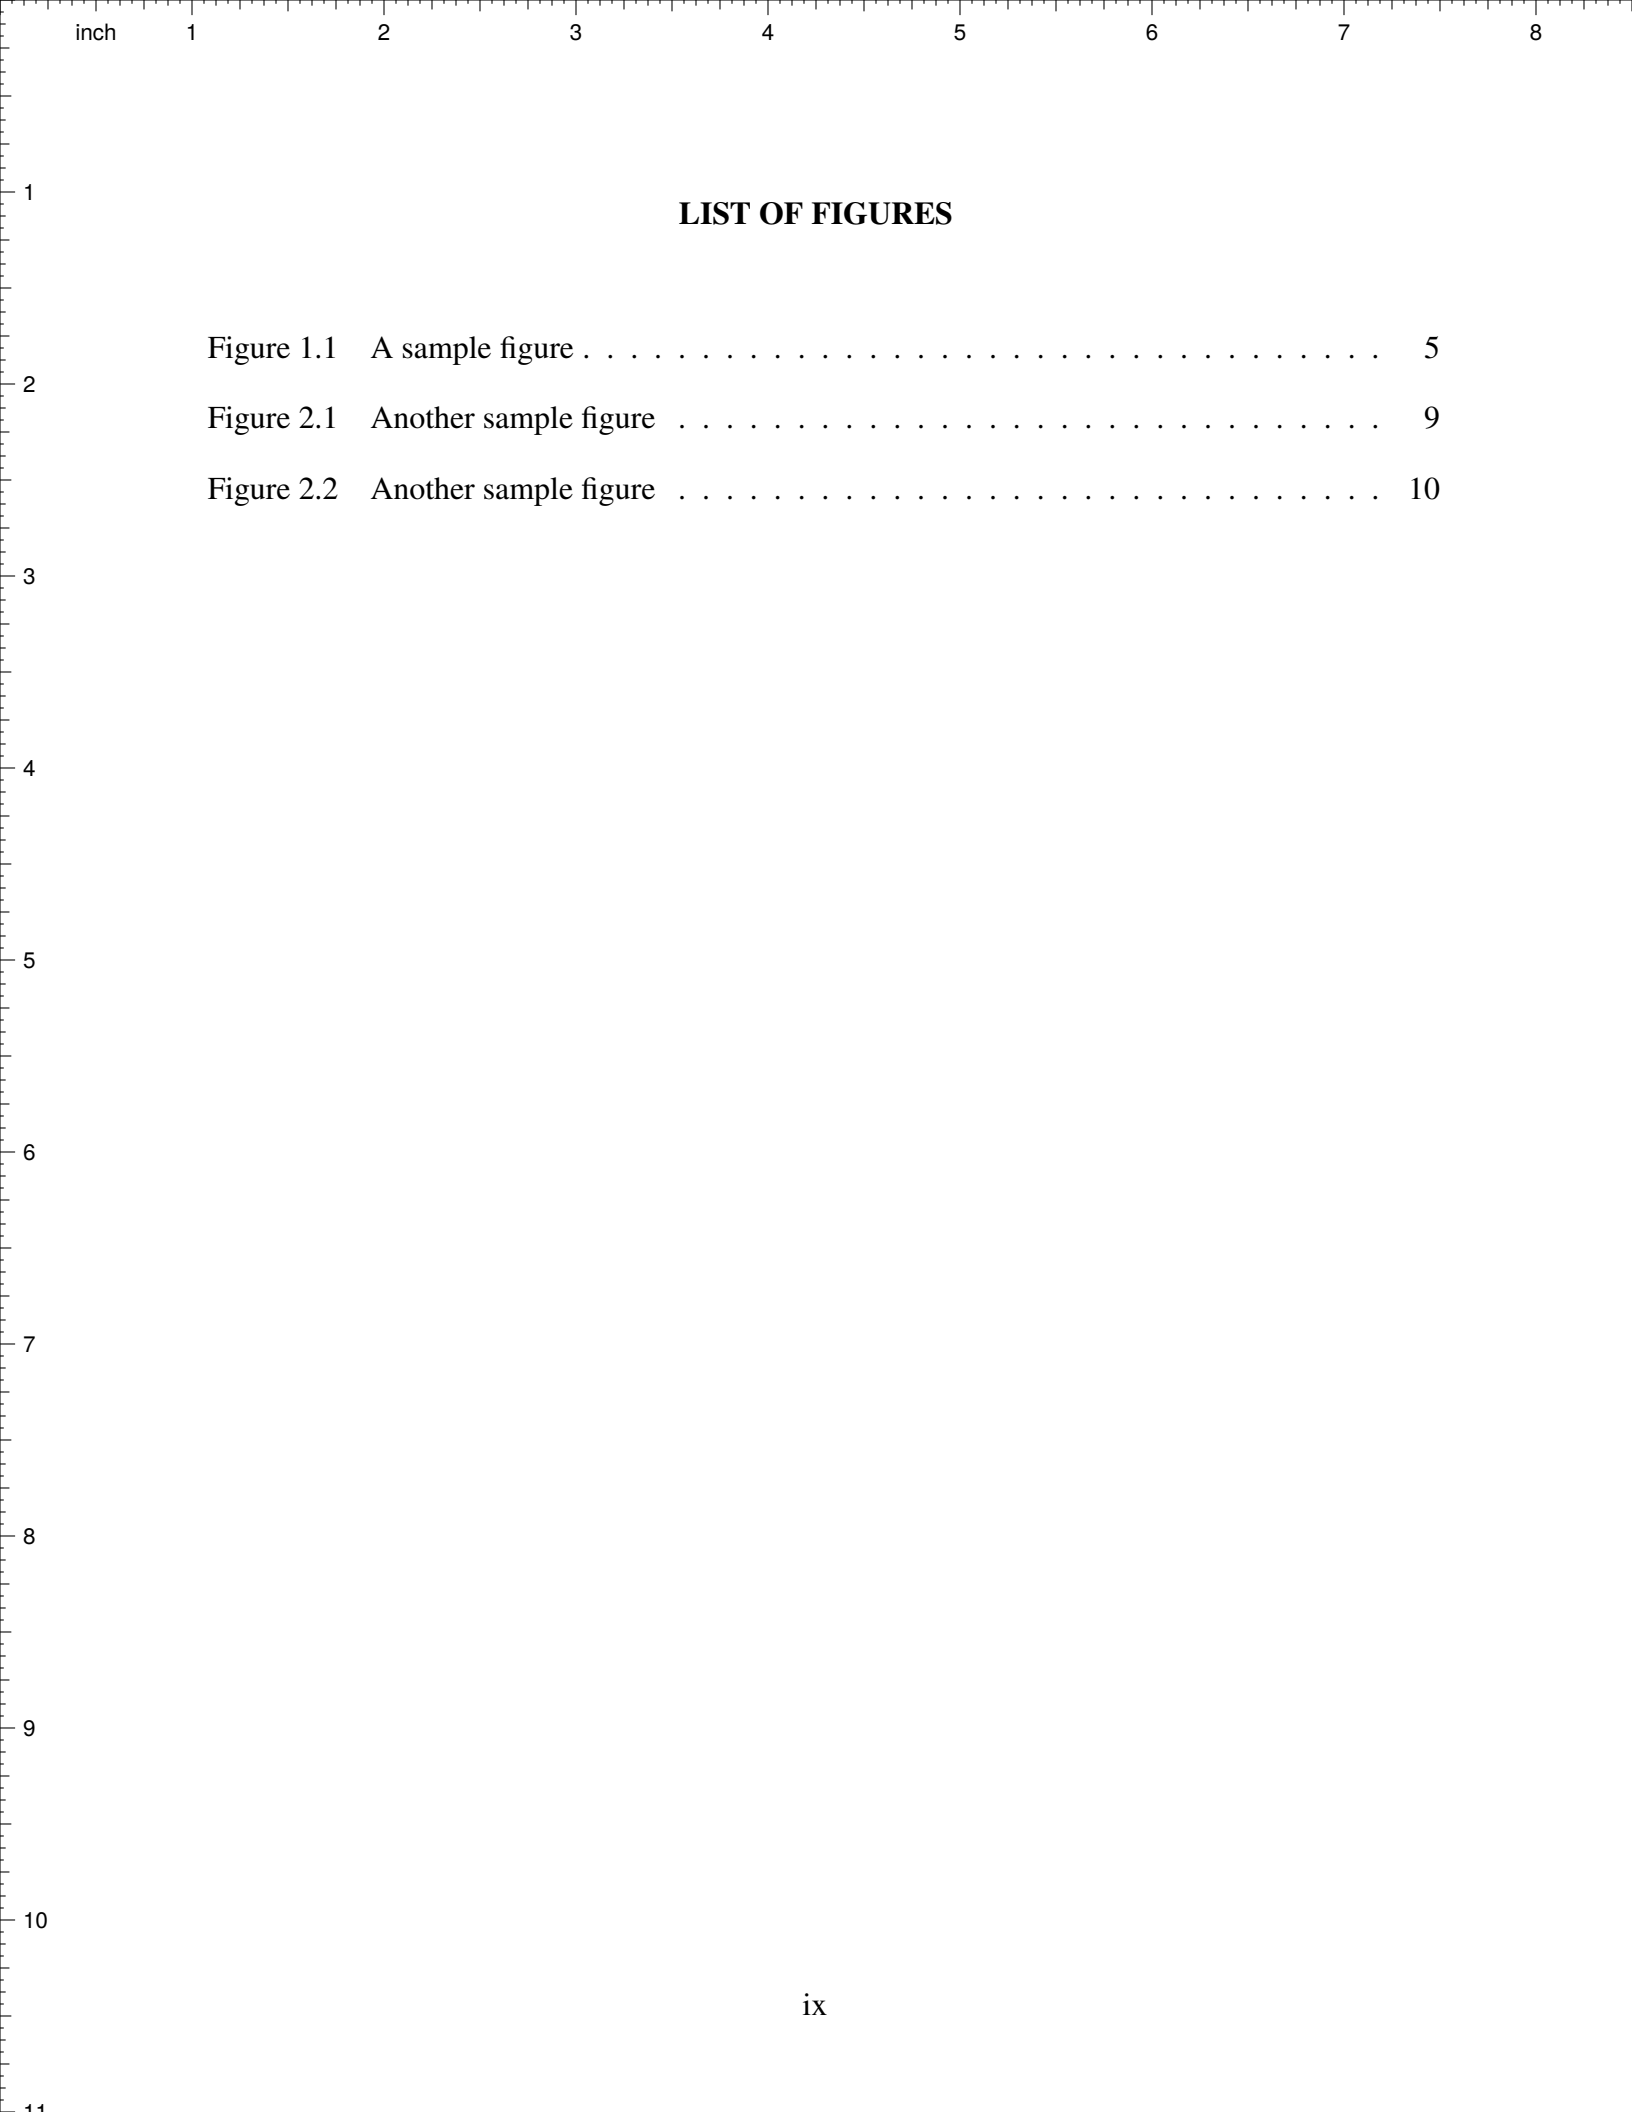 inch 1 2 3 4 5 6 7 8
1
LIST OF FIGURES
Figure 1.1 A sample figure . . . . . . . . . . . . . . . . . . . . . . . . . . . . . . . . . . 5
2
Figure 2.1 Another sample figure . . . . . . . . . . . . . . . . . . . . . . . . . . . . . . 9
Figure 2.2 Another sample figure . . . . . . . . . . . . . . . . . . . . . . . . . . . . . . 10
3
4
5
6
7
8
9
10
ix
11